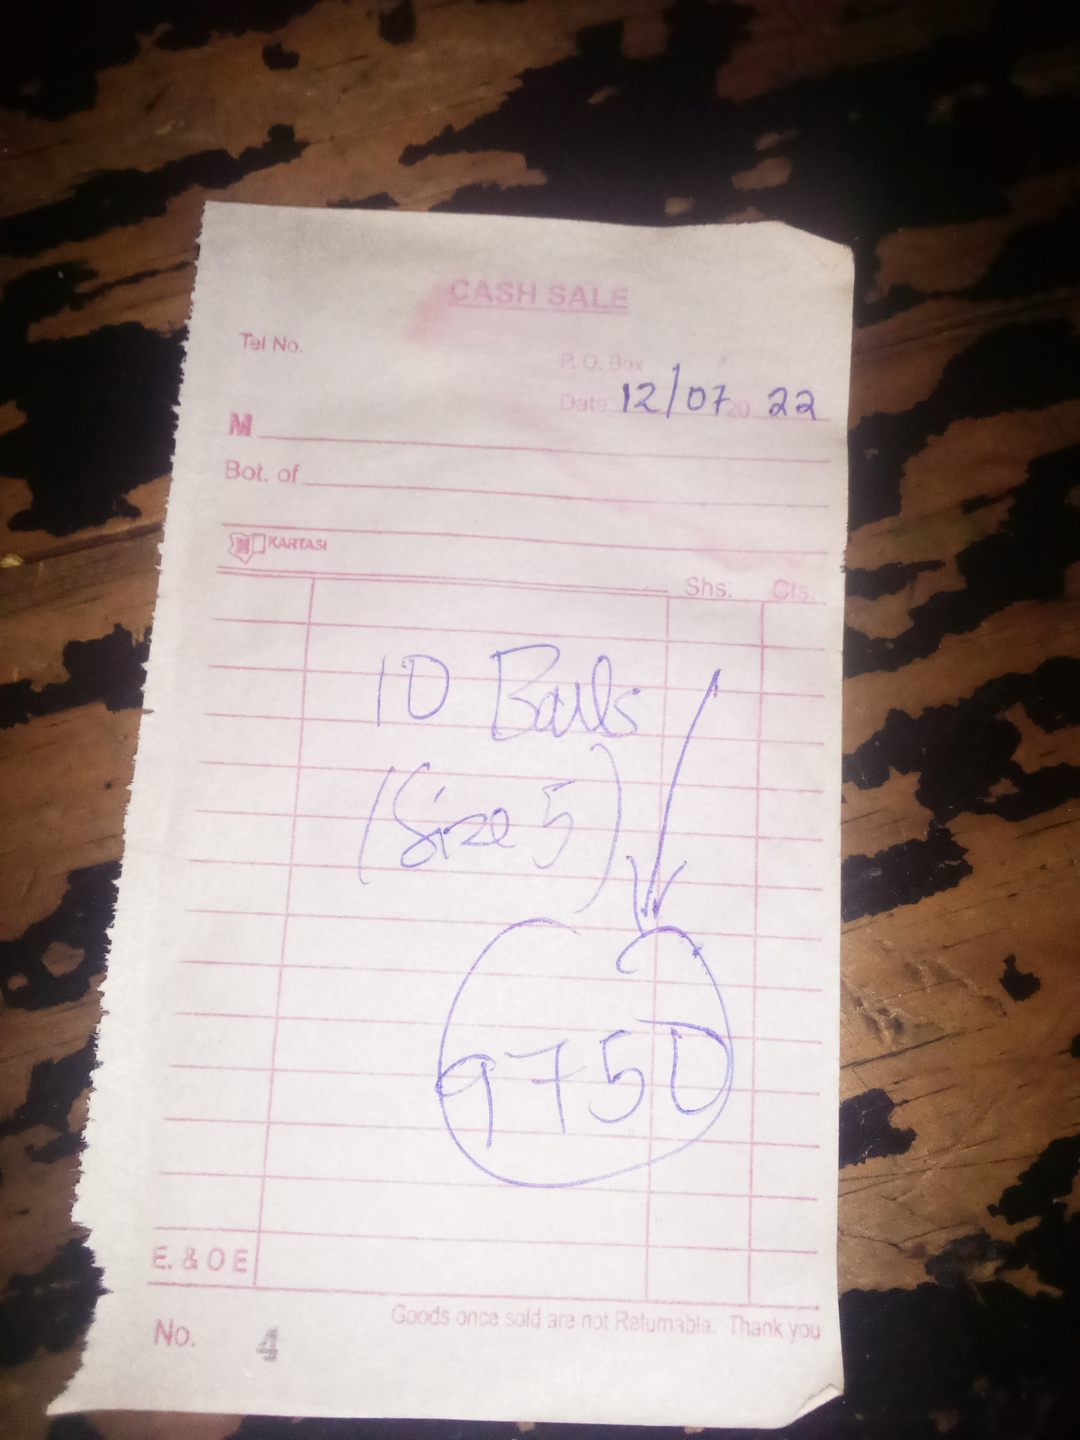 CASH SALE
Tel No.
P. O. Box
Date 12/07 20 22
M
Bot. of
KARTASI
Shs. Cts.
10 Balls
(Size 5)
9750
E. & O E
Goods once sold are not Returnable. Thank you
No. 4